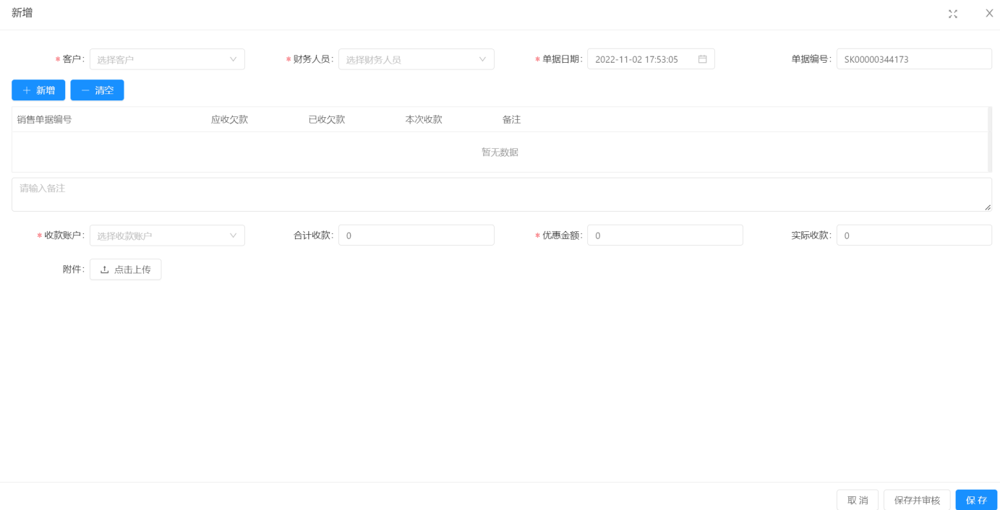 新增
* 客户: 选择客户 * 财务人员: 选择财务人员 * 单据日期: 2022-11-02 17:53:05 单据编号: SK00000344173
+ 新增 － 清空
销售单据编号 应收欠款 已收欠款 本次收款 备注
暂无数据
请输入备注
* 收款账户: 选择收款账户 合计收款: 0 * 优惠金额: 0 实际收款: 0
附件: 点击上传
取 消 保存并审核 保 存